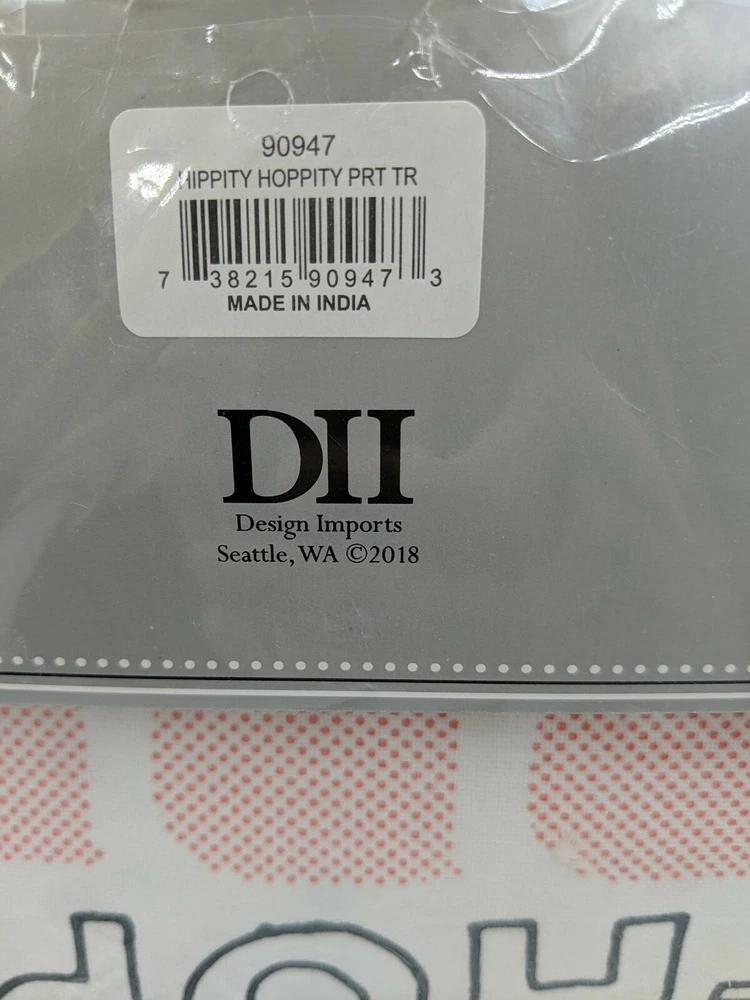 90947
HIPPITY HOPPITY PRT TR
7 38215 90947 3
MADE IN INDIA
DII
Design Imports
Seattle, WA ©2018